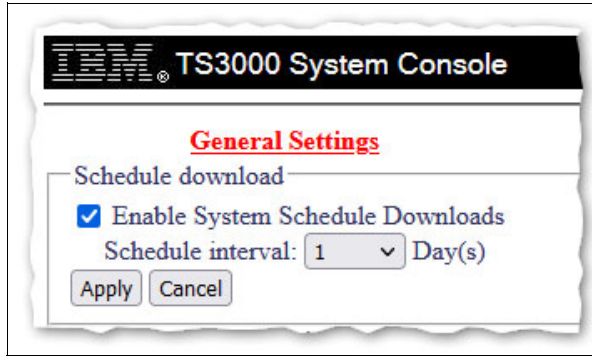 IBM® TS3000 System Console
General Settings
Schedule download
Enable System Schedule Downloads
Schedule interval: 1 Day(s)
Apply Cancel